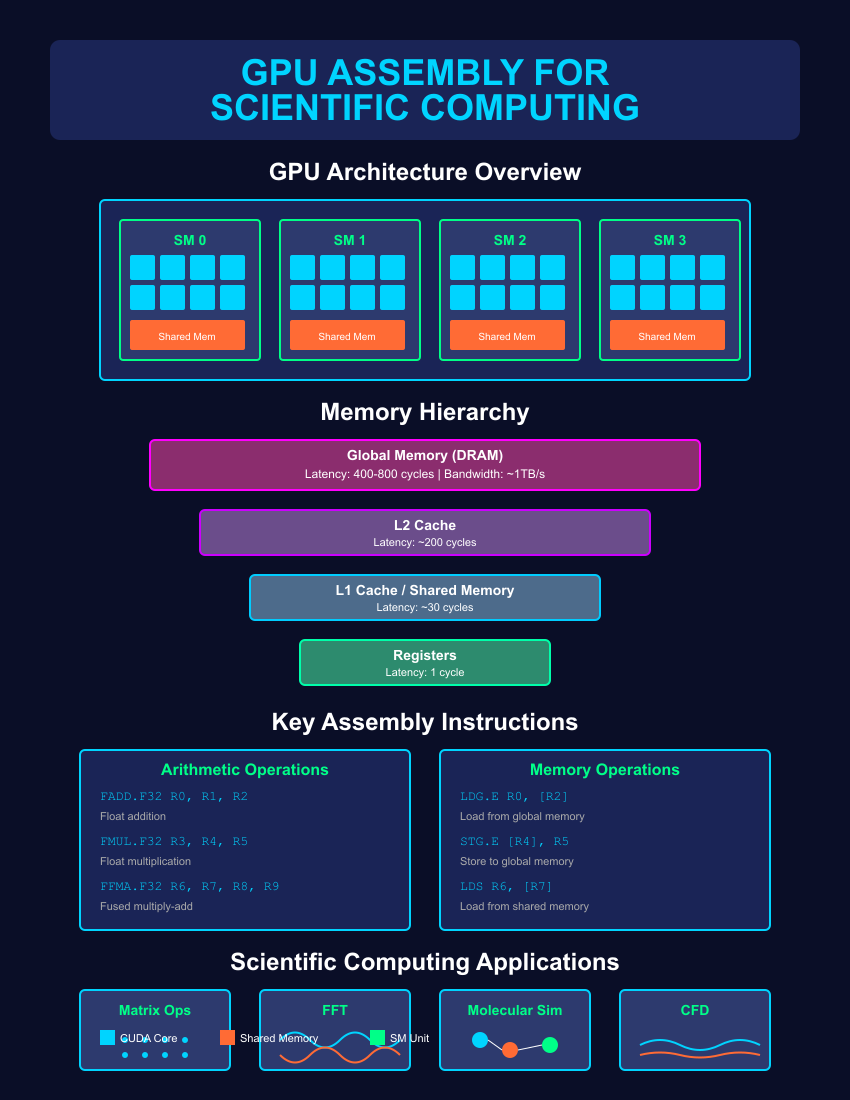 GPU ASSEMBLY FOR
SCIENTIFIC COMPUTING
GPU Architecture Overview
SM 0
Shared Mem
SM 1
Shared Mem
SM 2
Shared Mem
SM 3
Shared Mem
Memory Hierarchy
Global Memory (DRAM)
Latency: 400-800 cycles | Bandwidth: ~1TB/s
L2 Cache
Latency: ~200 cycles
L1 Cache / Shared Memory
Latency: ~30 cycles
Registers
Latency: 1 cycle
Key Assembly Instructions
Arithmetic Operations
FADD.F32 R0, R1, R2
Float addition
FMUL.F32 R3, R4, R5
Float multiplication
FFMA.F32 R6, R7, R8, R9
Fused multiply-add
Memory Operations
LDG.E R0, [R2]
Load from global memory
STG.E [R4], R5
Store to global memory
LDS R6, [R7]
Load from shared memory
Scientific Computing Applications
Matrix Ops
FFT
Molecular Sim
CFD
CUDA Core
Shared Memory
SM Unit